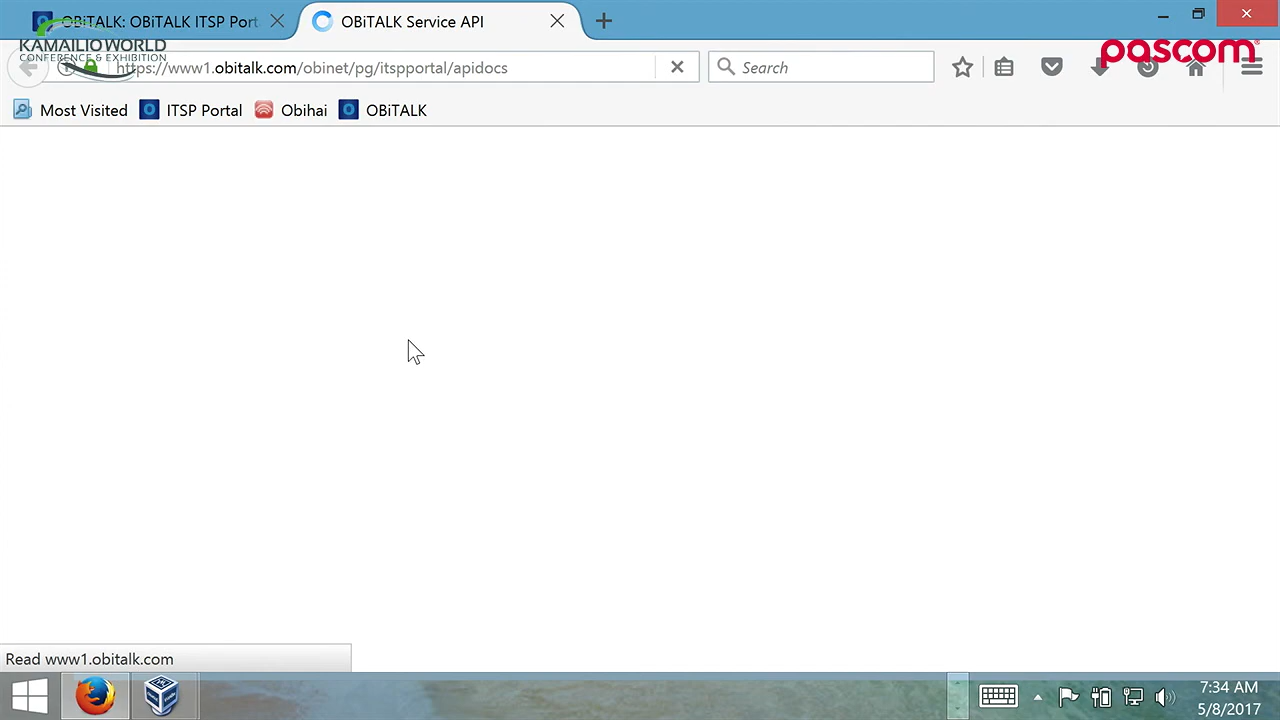 OBiTALK: OBiTALK ITSP Port
OBiTALK Service API
KAMAILIO WORLD
CONFERENCE & EXHIBITION
https://www1.obitalk.com/obinet/pg/itspportal/apidocs
Search
pascom
Most Visited
ITSP Portal
Obihai
OBiTALK
Read www1.obitalk.com
7:34 AM
5/8/2017